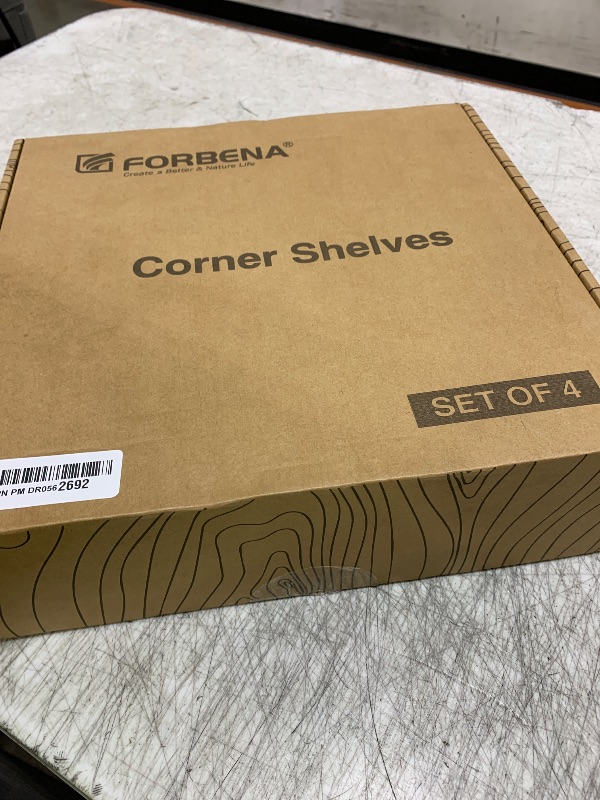 FORBENA®
Create a Better & Nature Life
Corner Shelves
SET OF 4
PM DR0562692